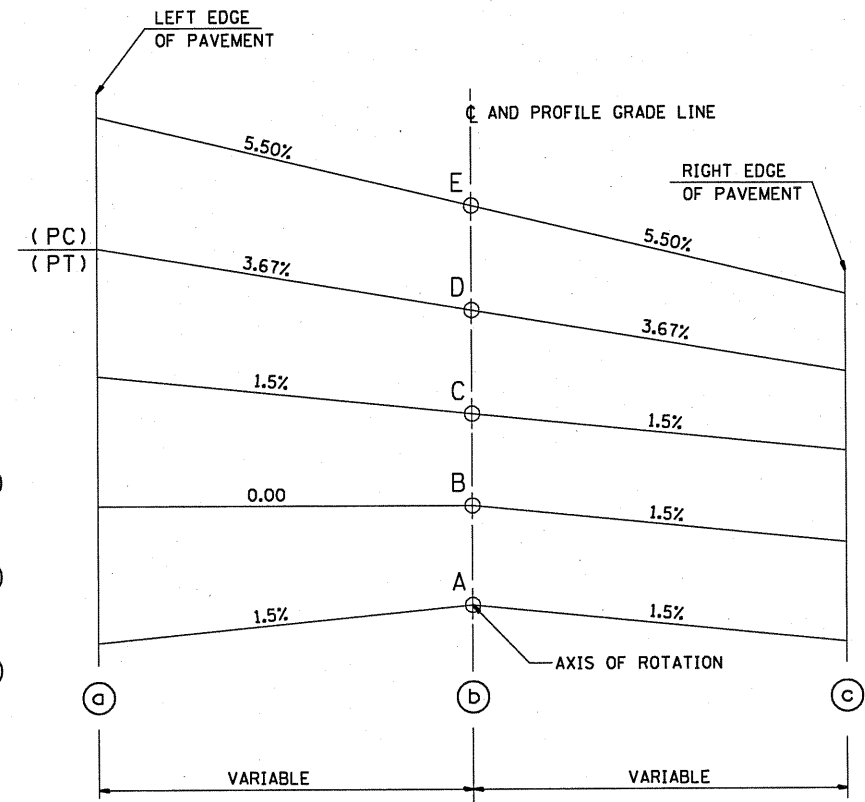 LEFT EDGE
OF PAVEMENT
℄ AND PROFILE GRADE LINE
5.50%
RIGHT EDGE
OF PAVEMENT
E
5.50%
(PC)
(PT)
3.67%
D
3.67%
1.5%
C
1.5%
0.00
B
1.5%
A
1.5%
1.5%
AXIS OF ROTATION
a
b
c
VARIABLE
VARIABLE